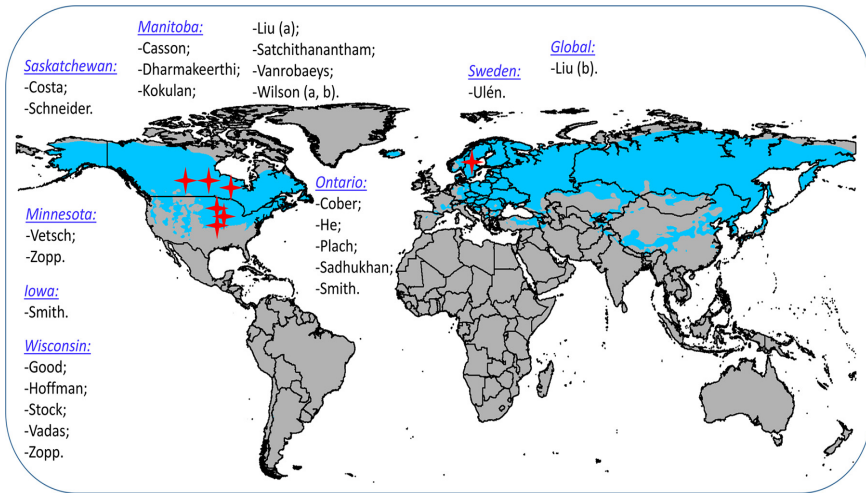 Manitoba:
-Casson;
-Dharmakeerthi;
-Kokulan;
-Liu (a);
-Satchithanantham;
-Vanrobaeys;
-Wilson (a, b).
Global:
-Liu (b).
Saskatchewan:
-Costa;
-Schneider.
Sweden:
-Ulén.
Ontario:
-Cober;
-He;
-Plach;
-Sadhukhan;
-Smith.
Minnesota:
-Vetsch;
-Zopp.
Iowa:
-Smith.
Wisconsin:
-Good;
-Hoffman;
-Stock;
-Vadas;
-Zopp.